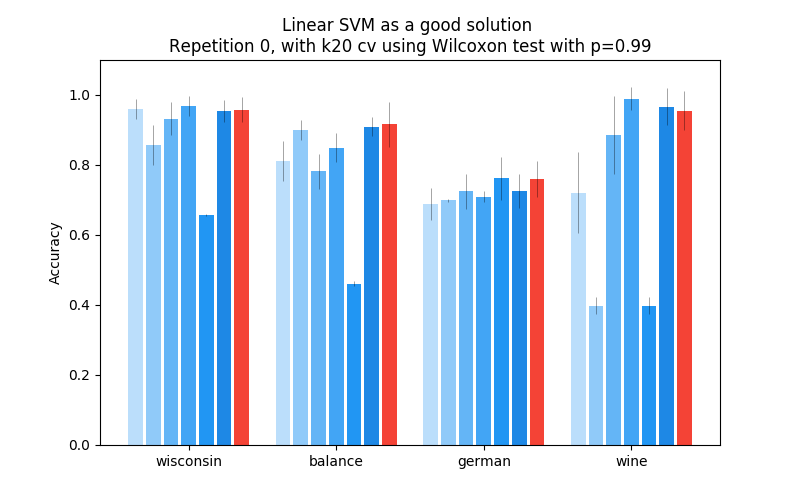 Linear SVM as a good solution
Repetition 0, with k20 cv using Wilcoxon test with p=0.99
1.0
0.8
0.6
0.4
0.2
0.0
Accuracy
wisconsin
balance
german
wine